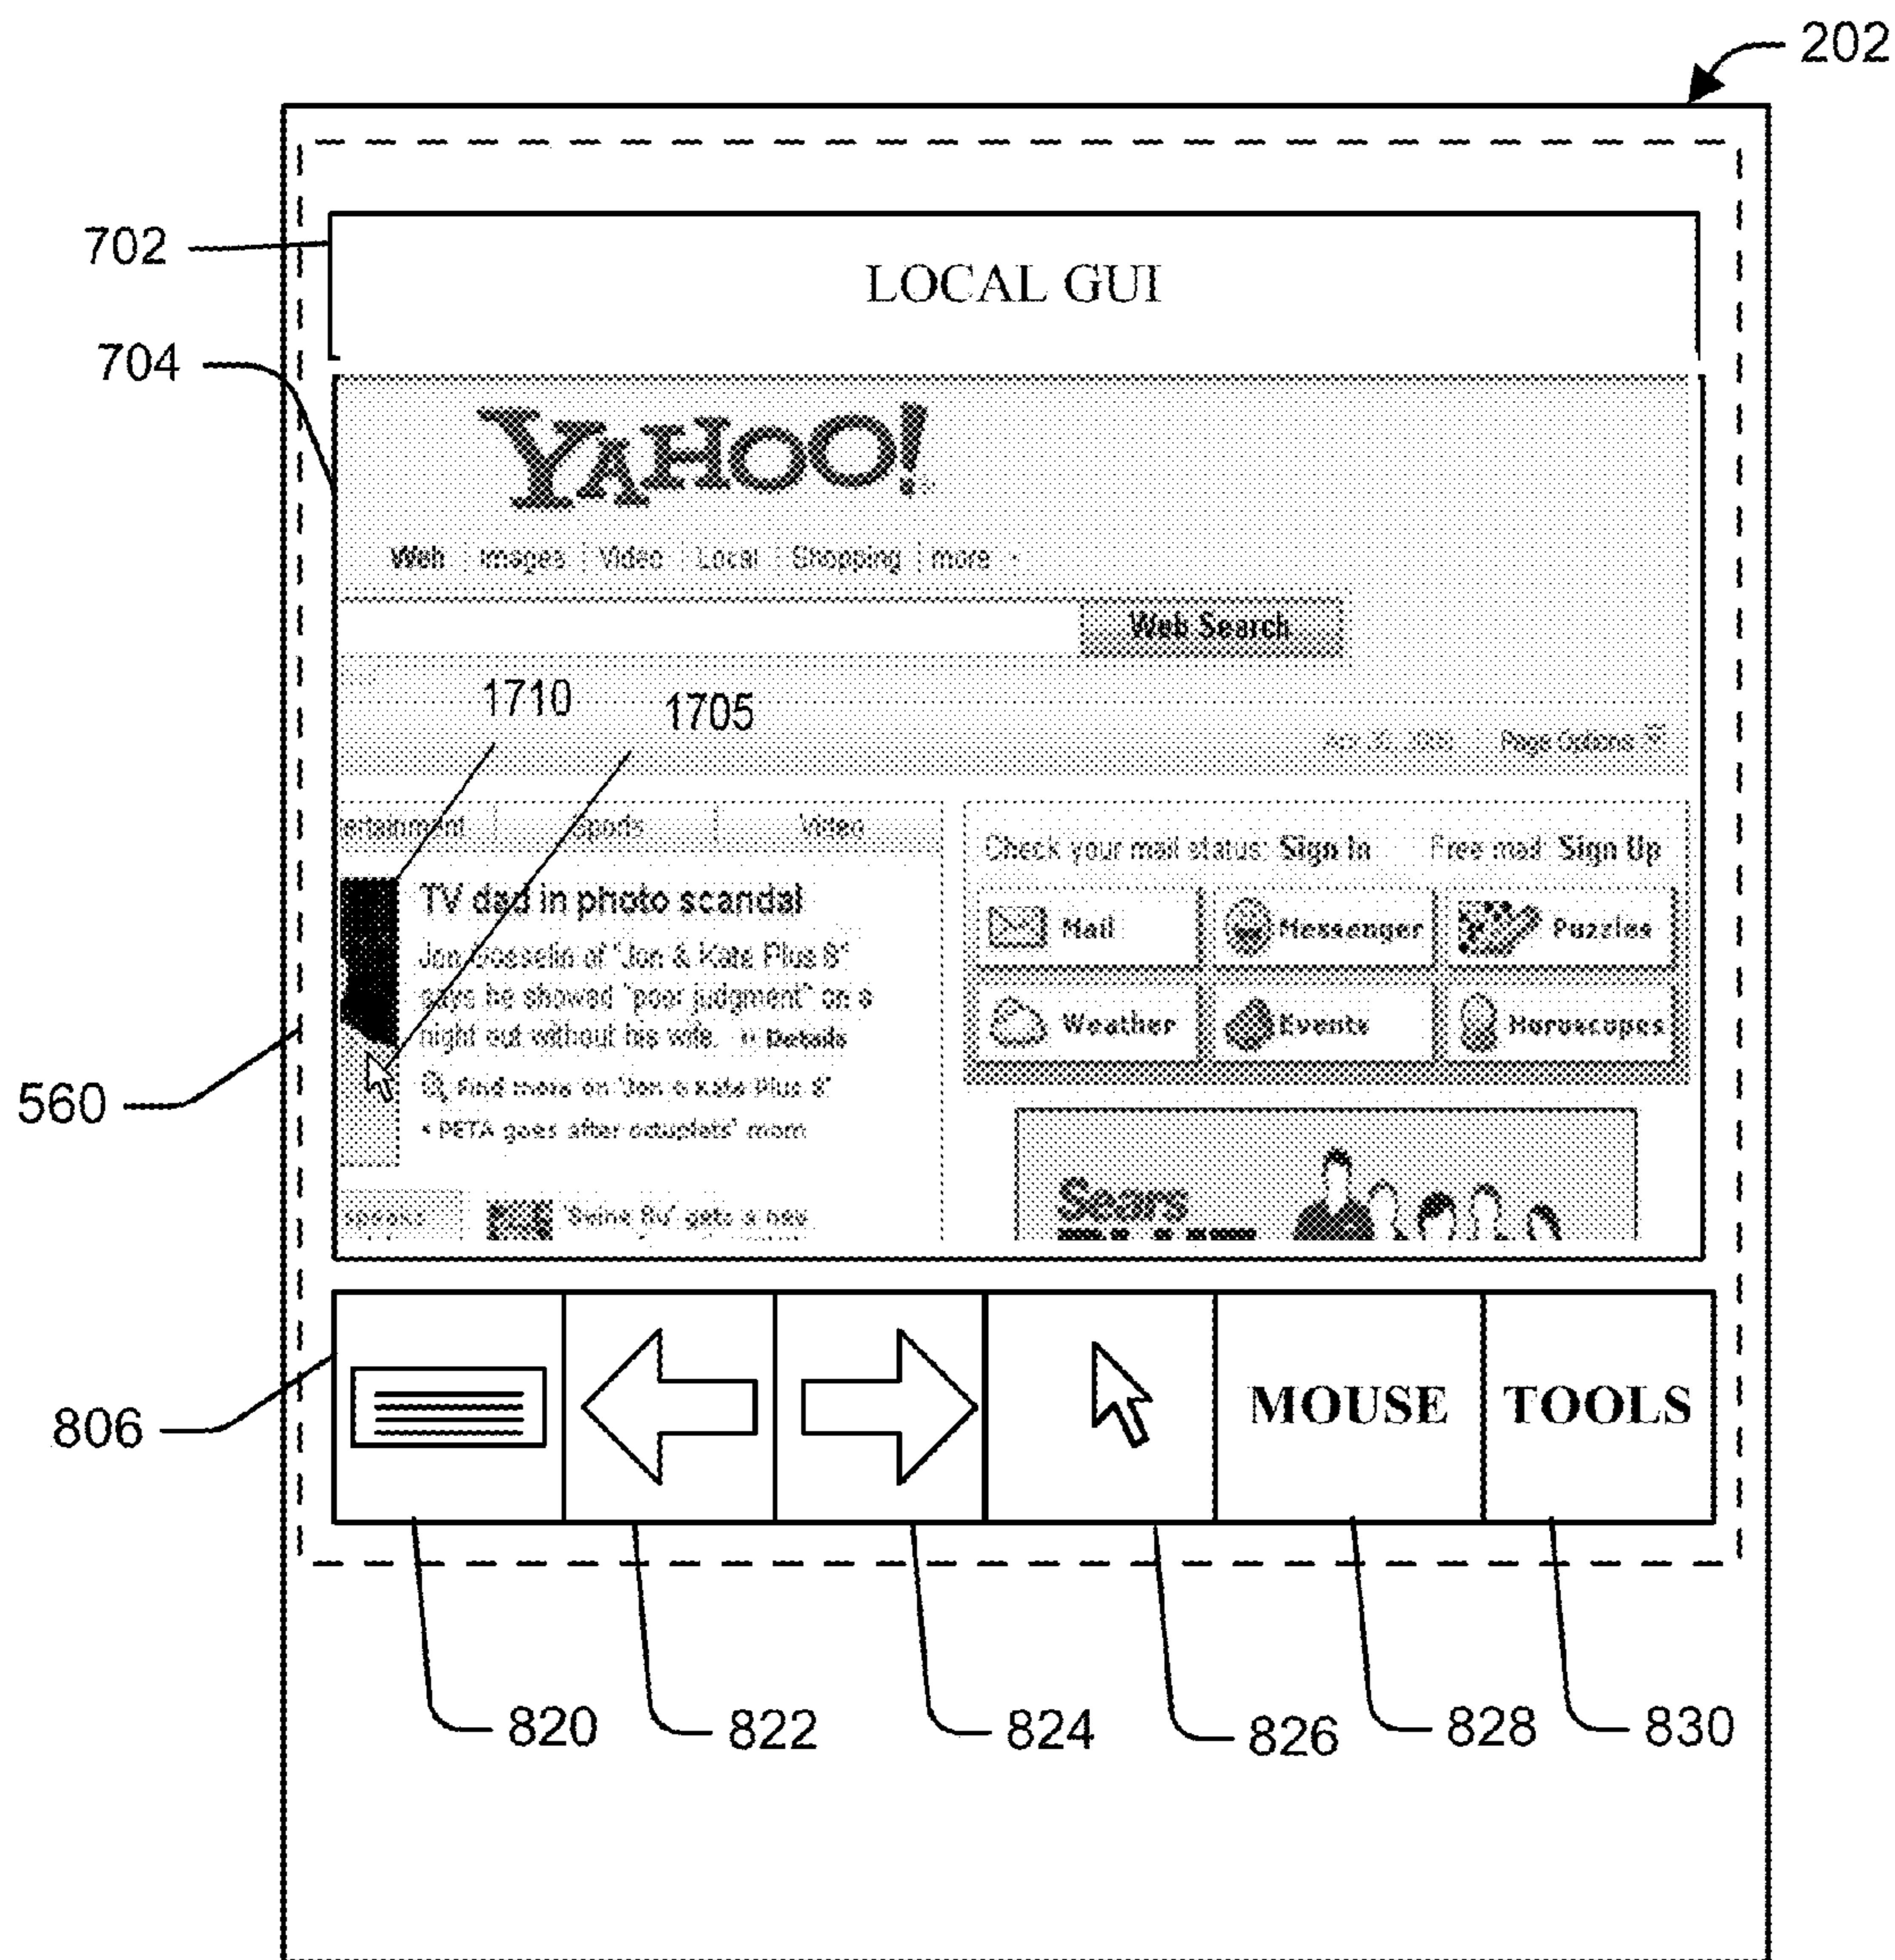 202
702
LOCAL GUI
704
YAHOO!
Web Images Video Local Shopping more
Web Search
1710
1705
Page Options
ertainment Sports Video
Check your mail status: Sign In Free mail: Sign Up
TV dad in photo scandal
Mail Messenger Puzzles
Jon Gosselin of "Jon & Kate Plus 8"
says he showed "poor judgment" on a
night out without his wife. » Details
Weather Events Horoscopes
560
Find more on "Jon & Kate Plus 8"
• PETA goes after octuplets' mom
Sears
'Swine flu' gets a new
806
MOUSE TOOLS
820 822 824 826 828 830